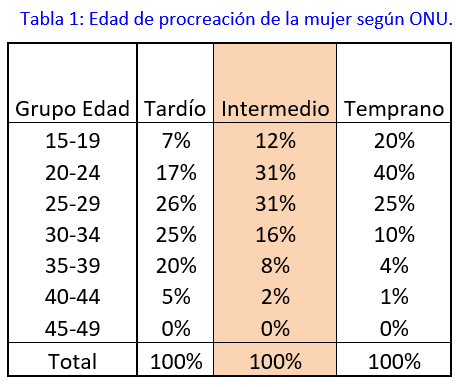 Tabla 1: Edad de procreación de la mujer según ONU.
Grupo Edad Tardío Intermedio Temprano
15-19 7% 12% 20%
20-24 17% 31% 40%
25-29 26% 31% 25%
30-34 25% 16% 10%
35-39 20% 8% 4%
40-44 5% 2% 1%
45-49 0% 0% 0%
Total 100% 100% 100%